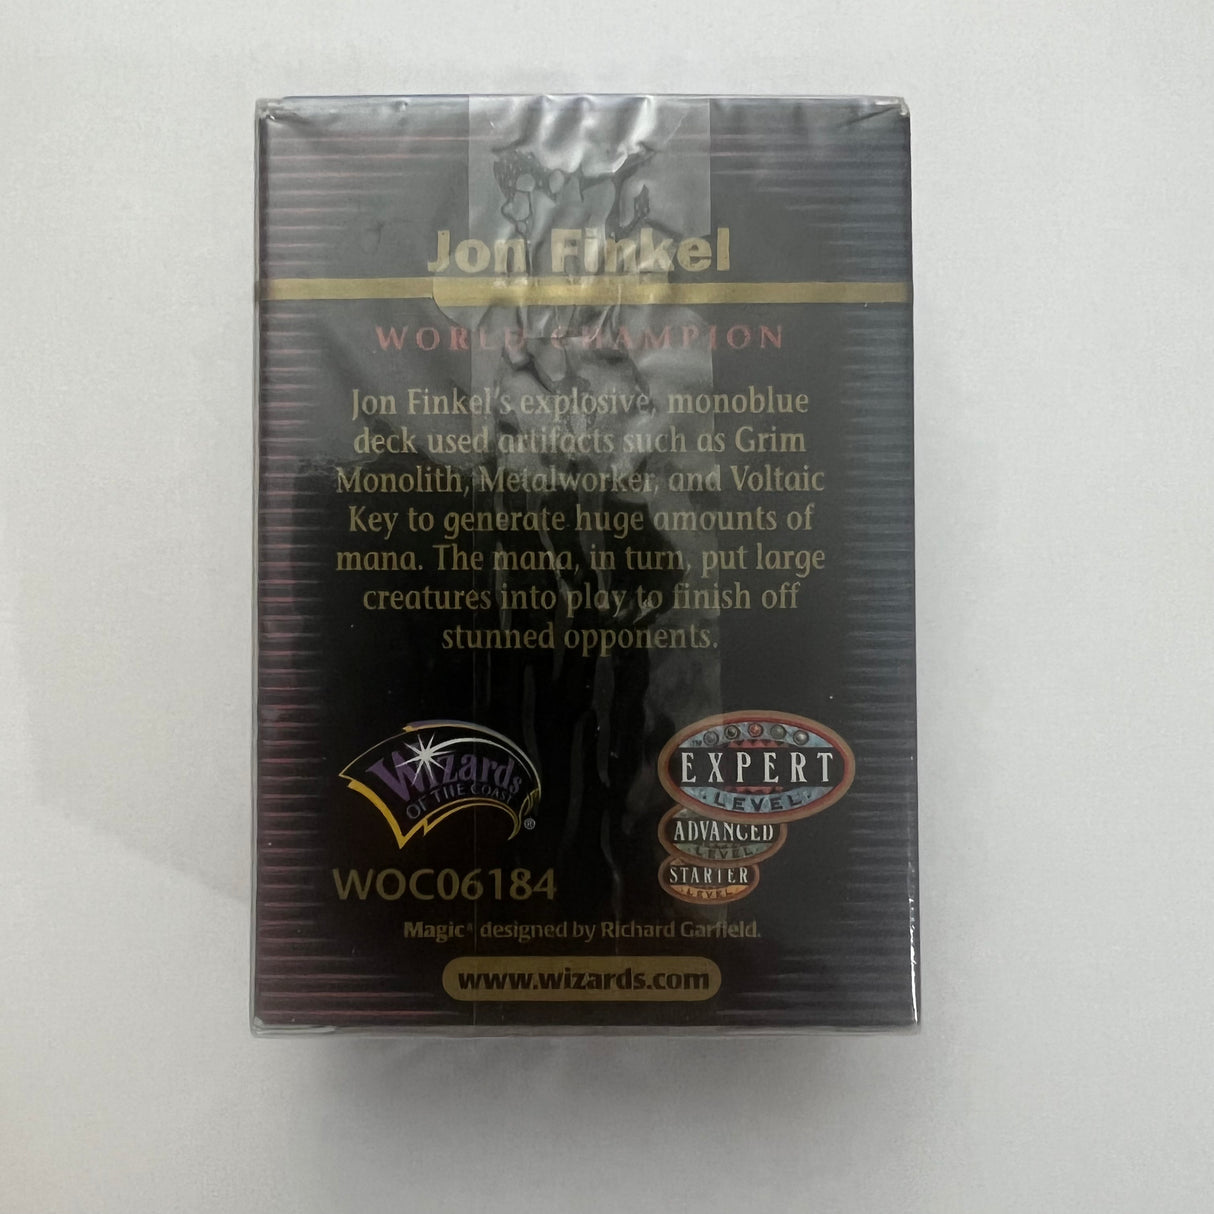 Jon Finkel
WORLD CHAMPION
Jon Finkel's explosive, monoblue
deck used artifacts such as Grim
Monolith, Metalworker, and Voltaic
Key to generate huge amounts of
mana. The mana, in turn, put large
creatures into play to finish off
stunned opponents.
Wizards
OF THE COAST
®
EXPERT
LEVEL
ADVANCED
LEVEL
STARTER
LEVEL
WOC06184
Magic® designed by Richard Garfield.
www.wizards.com